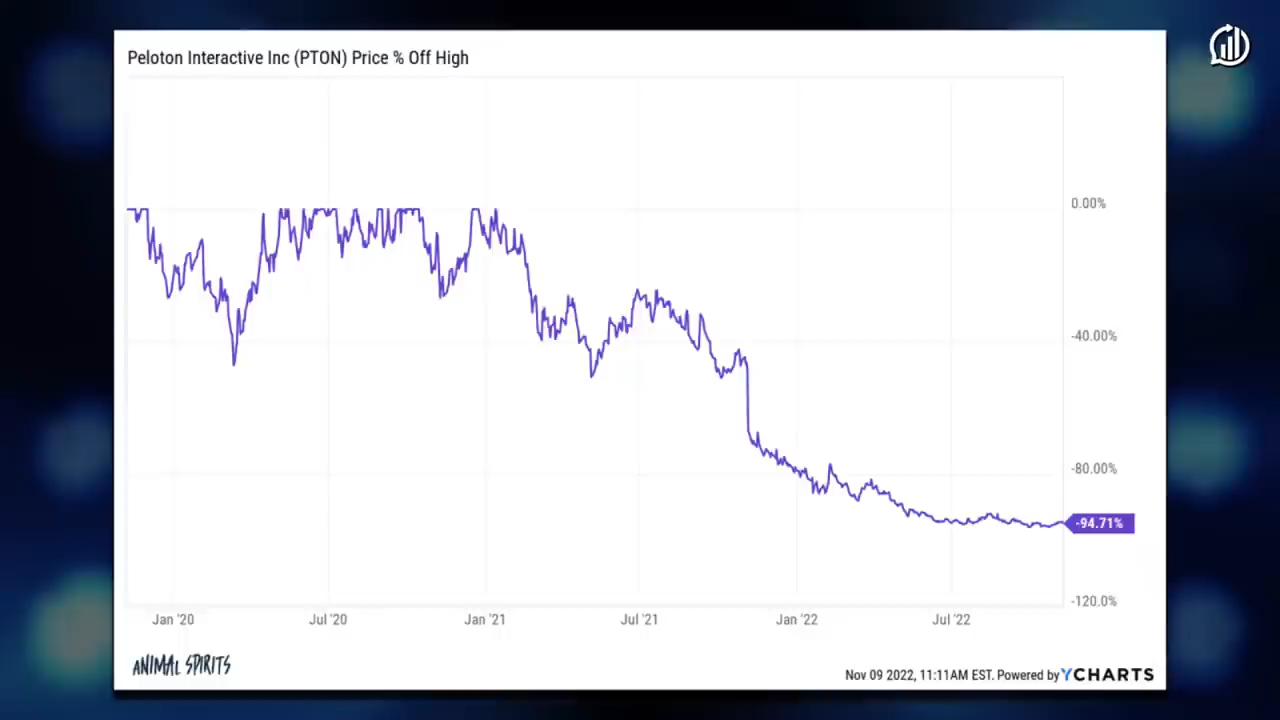 Peloton Interactive Inc (PTON) Price % Off High
0.00%
-40.00%
-80.00%
-94.71%
-120.0%
Jan '20 Jul '20 Jan '21 Jul '21 Jan '22 Jul '22
ANIMAL SPIRITS
Nov 09 2022, 11:11AM EST. Powered by YCHARTS